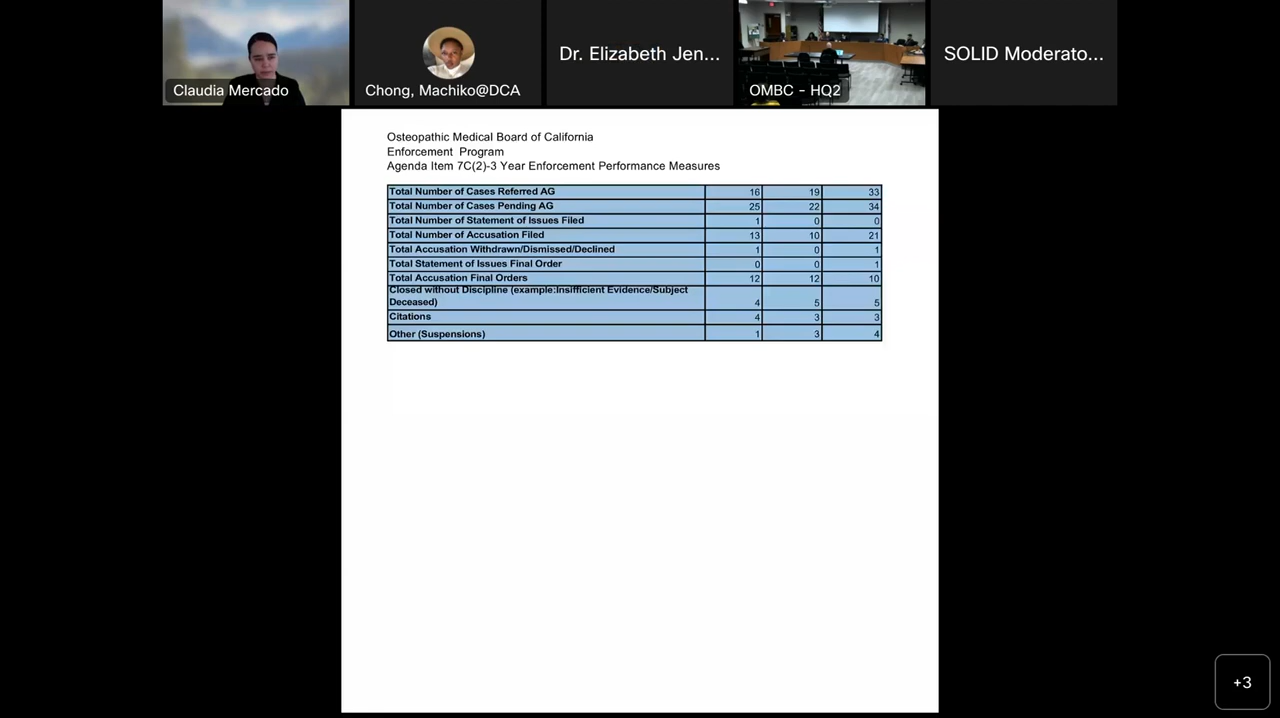 Claudia Mercado
Chong, Machiko@DCA
Dr. Elizabeth Jen...
OMBC - HQ2
SOLID Moderato...
Osteopathic Medical Board of California
Enforcement Program
Agenda Item 7C(2)-3 Year Enforcement Performance Measures
Total Number of Cases Referred AG 16 19 33
Total Number of Cases Pending AG 25 22 34
Total Number of Statement of Issues Filed 1 0 0
Total Number of Accusation Filed 13 10 21
Total Accusation Withdrawn/Dismissed/Declined 1 0 1
Total Statement of Issues Final Order 0 0 1
Total Accusation Final Orders 12 12 10
Closed without Discipline (example:Insifficient Evidence/Subject
Deceased) 4 5 5
Citations 4 3 3
Other (Suspensions) 1 3 4
+3